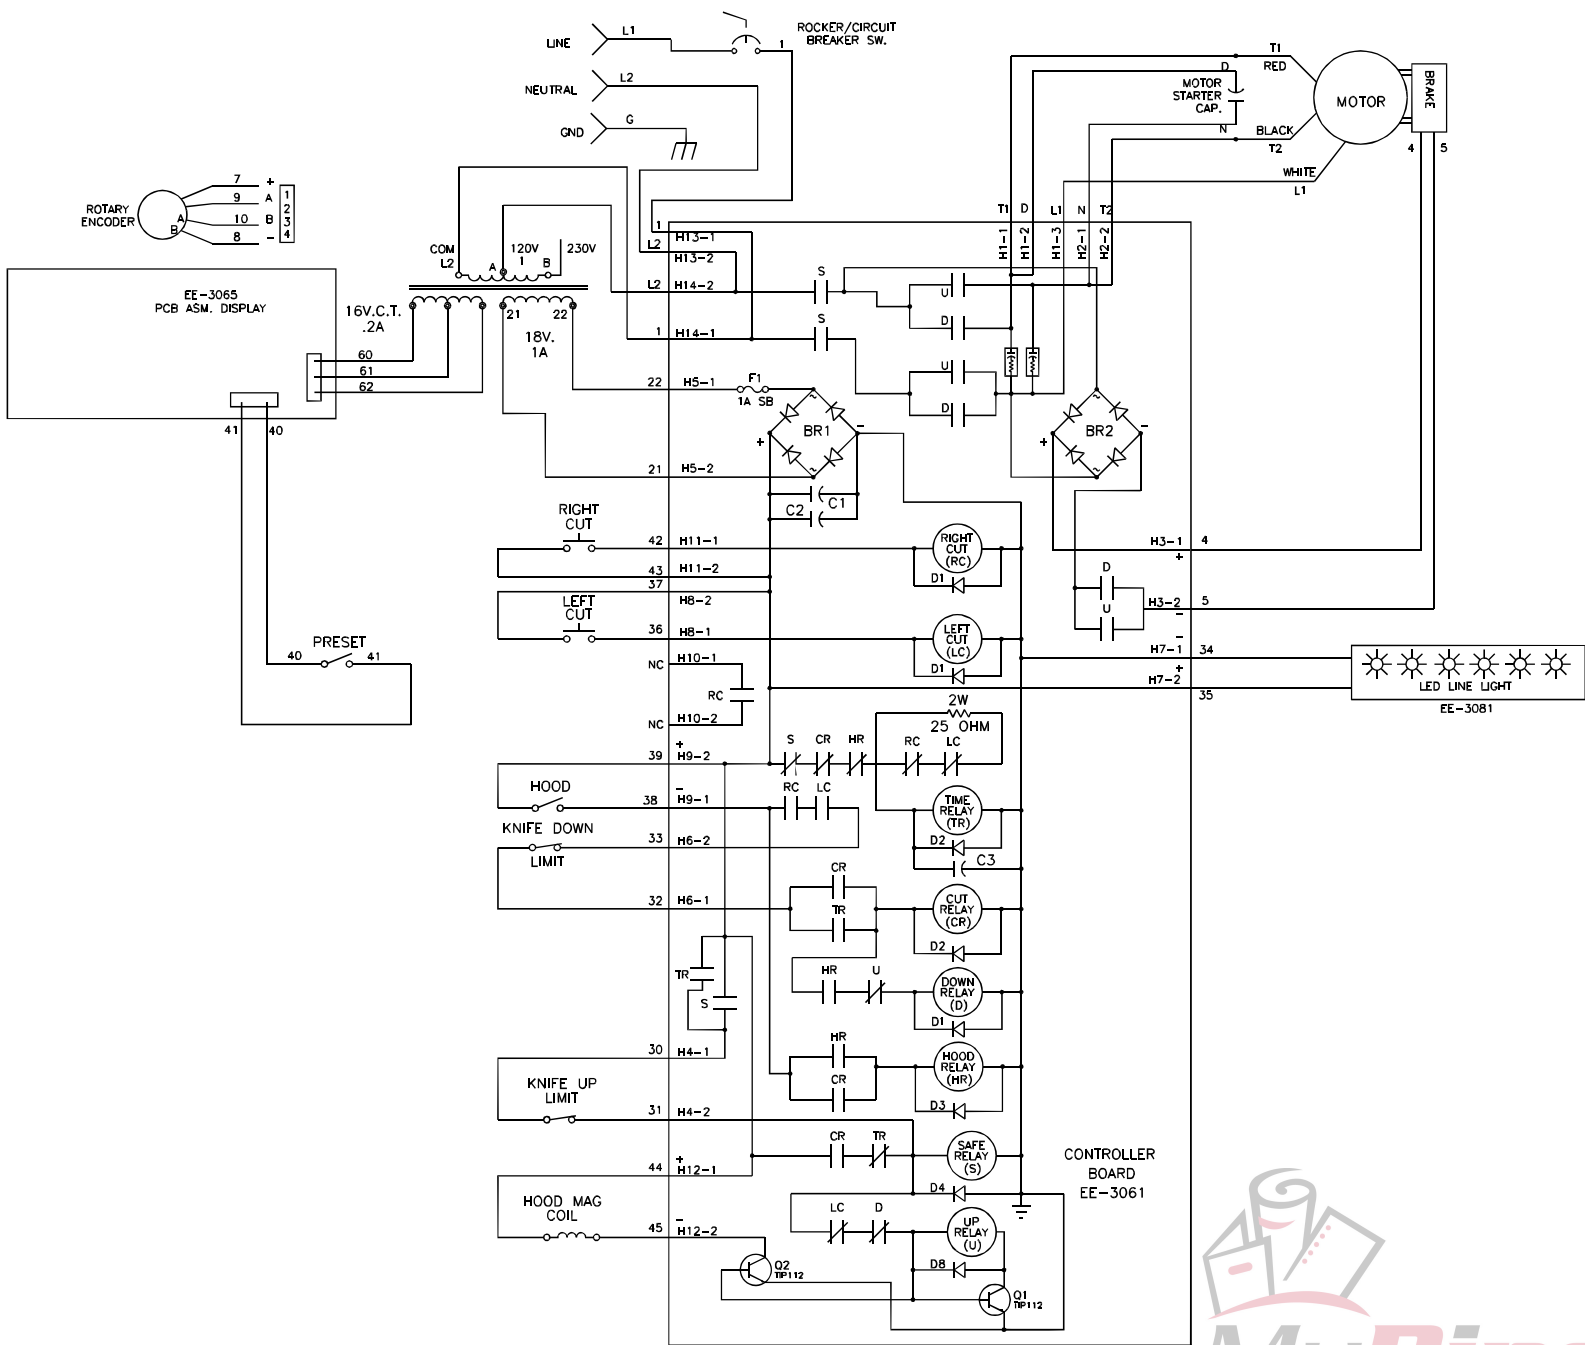 LINE
L1
ROCKER/CIRCUIT
BREAKER SW.
1
NEUTRAL
L2
GND
G
T1
RED
D
MOTOR
STARTER
CAP.
N
BLACK
T2
WHITE
L1
MOTOR
BRAKE
4
5
ROTARY
ENCODER
A
B
7 +
9 A
10 B
8 -
1
2
3
4
COM
L2
A
120V
1
B
230V
EE-3065
PCB ASM. DISPLAY
16V.C.T.
.2A
21
22
18V.
1A
60
61
62
41
40
PRESET
40
41
T1
D
L1
N
T2
H1-1
H1-2
H1-3
H2-1
H2-2
1
H13-1
L2
H13-2
L2
H14-2
S
U
D
1
H14-1
S
U
D
22
H5-1
F1
1A SB
BR1
+
-
BR2
+
-
21
H5-2
C1
C2
RIGHT
CUT
42
H11-1
RIGHT
CUT
(RC)
D1
43
H11-2
37
H8-2
LEFT
CUT
36
H8-1
LEFT
CUT
(LC)
D1
H3-1
+
4
D
U
H3-2
-
5
-
H7-1
34
+
H7-2
35
LED LINE LIGHT
EE-3081
NC
H10-1
RC
NC
H10-2
2W
25 OHM
39
+
H9-2
S
CR
HR
RC
LC
HOOD
38
-
H9-1
RC
LC
TIME
RELAY
(TR)
D2
C3
KNIFE DOWN
LIMIT
33
H6-2
32
H6-1
CR
TR
CUT
RELAY
(CR)
D2
TR
S
HR
U
DOWN
RELAY
(D)
D1
30
H4-1
HR
CR
HOOD
RELAY
(HR)
D3
KNIFE UP
LIMIT
31
H4-2
CR
TR
SAFE
RELAY
(S)
D4
CONTROLLER
BOARD
EE-3061
44
+
H12-1
HOOD MAG
COIL
45
-
H12-2
LC
D
UP
RELAY
(U)
D8
Q2
TIP112
Q1
TIP112